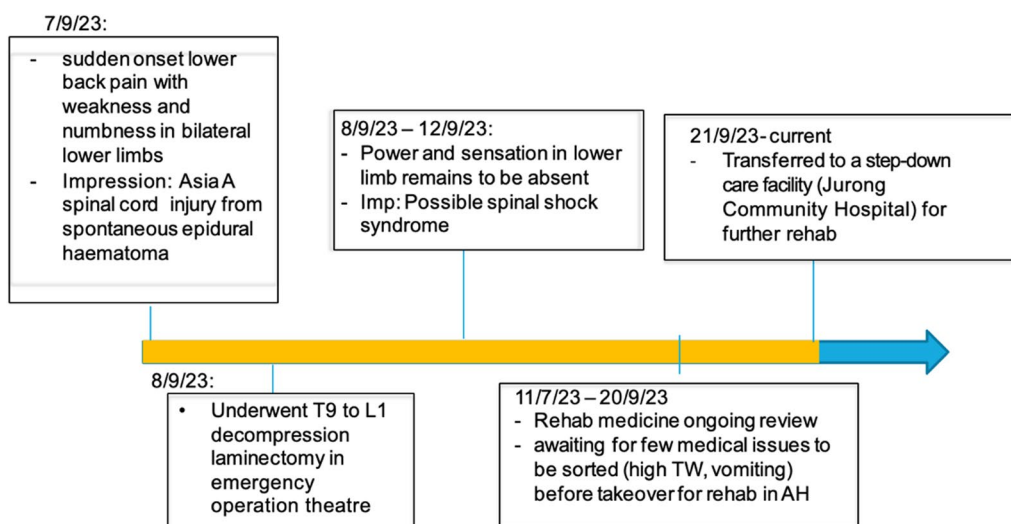 7/9/23:
- sudden onset lower
back pain with
weakness and
numbness in bilateral
lower limbs
- Impression: Asia A
spinal cord injury from
spontaneous epidural
haematoma
8/9/23:
• Underwent T9 to L1
decompression
laminectomy in
emergency
operation theatre
8/9/23 – 12/9/23:
- Power and sensation in lower
limb remains to be absent
- Imp: Possible spinal shock
syndrome
11/7/23 – 20/9/23
- Rehab medicine ongoing review
- awaiting for few medical issues to
be sorted (high TW, vomiting)
before takeover for rehab in AH
21/9/23- current
- Transferred to a step-down
care facility (Jurong
Community Hospital) for
further rehab